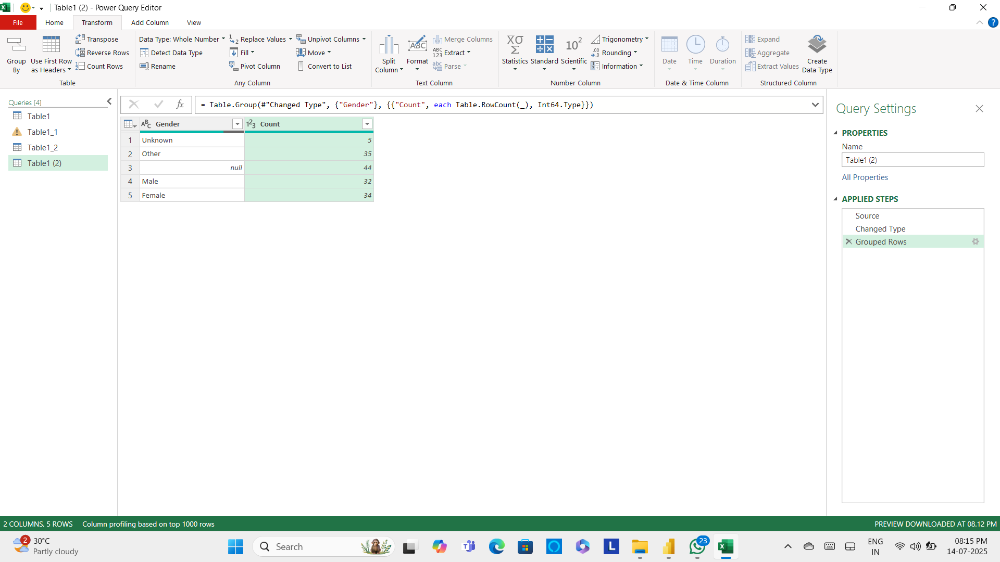 Table1 (2) - Power Query Editor
File
Home
Transform
Add Column
View
Group By
Use First Row as Headers
Transpose
Reverse Rows
Count Rows
Table
Data Type: Whole Number
Detect Data Type
Rename
Replace Values
Fill
Pivot Column
Unpivot Columns
Move
Convert to List
Any Column
Split Column
Format
Merge Columns
Extract
Parse
Text Column
Statistics
Standard
Scientific
Trigonometry
Rounding
Information
Number Column
Date
Time
Duration
Date & Time Column
Expand
Aggregate
Extract Values
Create Data Type
Structured Column
Queries [4]
Table1
Table1_1
Table1_2
Table1 (2)
fx
= Table.Group(#"Changed Type", {"Gender"}, {{"Count", each Table.RowCount(_), Int64.Type}})
Gender Count
1 Unknown 5
2 Other 35
3 null 44
4 Male 32
5 Female 34
Query Settings
PROPERTIES
Name
Table1 (2)
All Properties
APPLIED STEPS
Source
Changed Type
Grouped Rows
2 COLUMNS, 5 ROWS Column profiling based on top 1000 rows
PREVIEW DOWNLOADED AT 08.12 PM
2
30°C
Partly cloudy
Search
L
23
ENG
IN
08:15 PM
14-07-2025